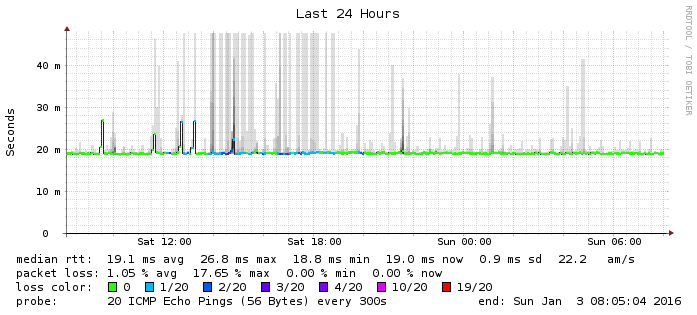 Last 24 Hours
RRDTOOL / TOBI OETIKER
Seconds
40 m
30 m
20 m
10 m
0
Sat 12:00 Sat 18:00 Sun 00:00 Sun 06:00
median rtt: 19.1 ms avg 26.8 ms max 18.8 ms min 19.0 ms now 0.9 ms sd 22.2 am/s
packet loss: 1.05 % avg 17.65 % max 0.00 % min 0.00 % now
loss color: 0 1/20 2/20 3/20 4/20 10/20 19/20
probe: 20 ICMP Echo Pings (56 Bytes) every 300s end: Sun Jan 3 08:05:04 2016